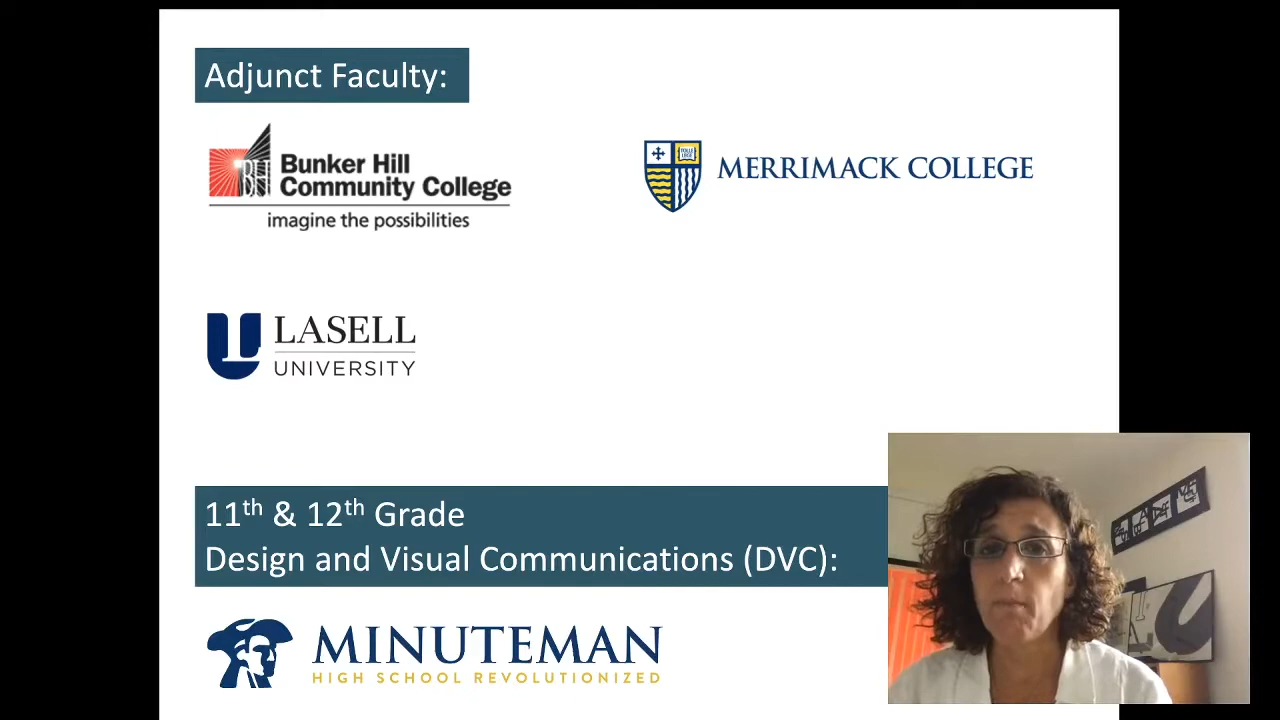 Adjunct Faculty:
Bunker Hill
Community College
imagine the possibilities
MERRIMACK COLLEGE
LASELL
UNIVERSITY
11th & 12th Grade
Design and Visual Communications (DVC):
MINUTEMAN
HIGH SCHOOL REVOLUTIONIZED